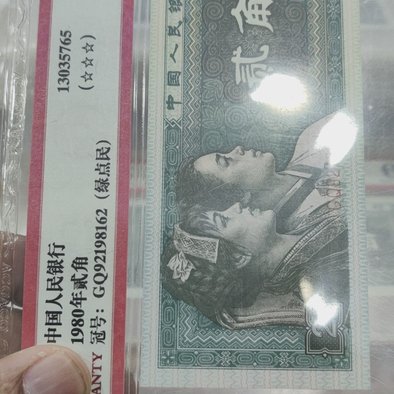 中国人民银行
1980年贰角
ANTY 冠号：GQ92198162（绿点民）
13035765
（☆☆☆）
中国人民银
贰角